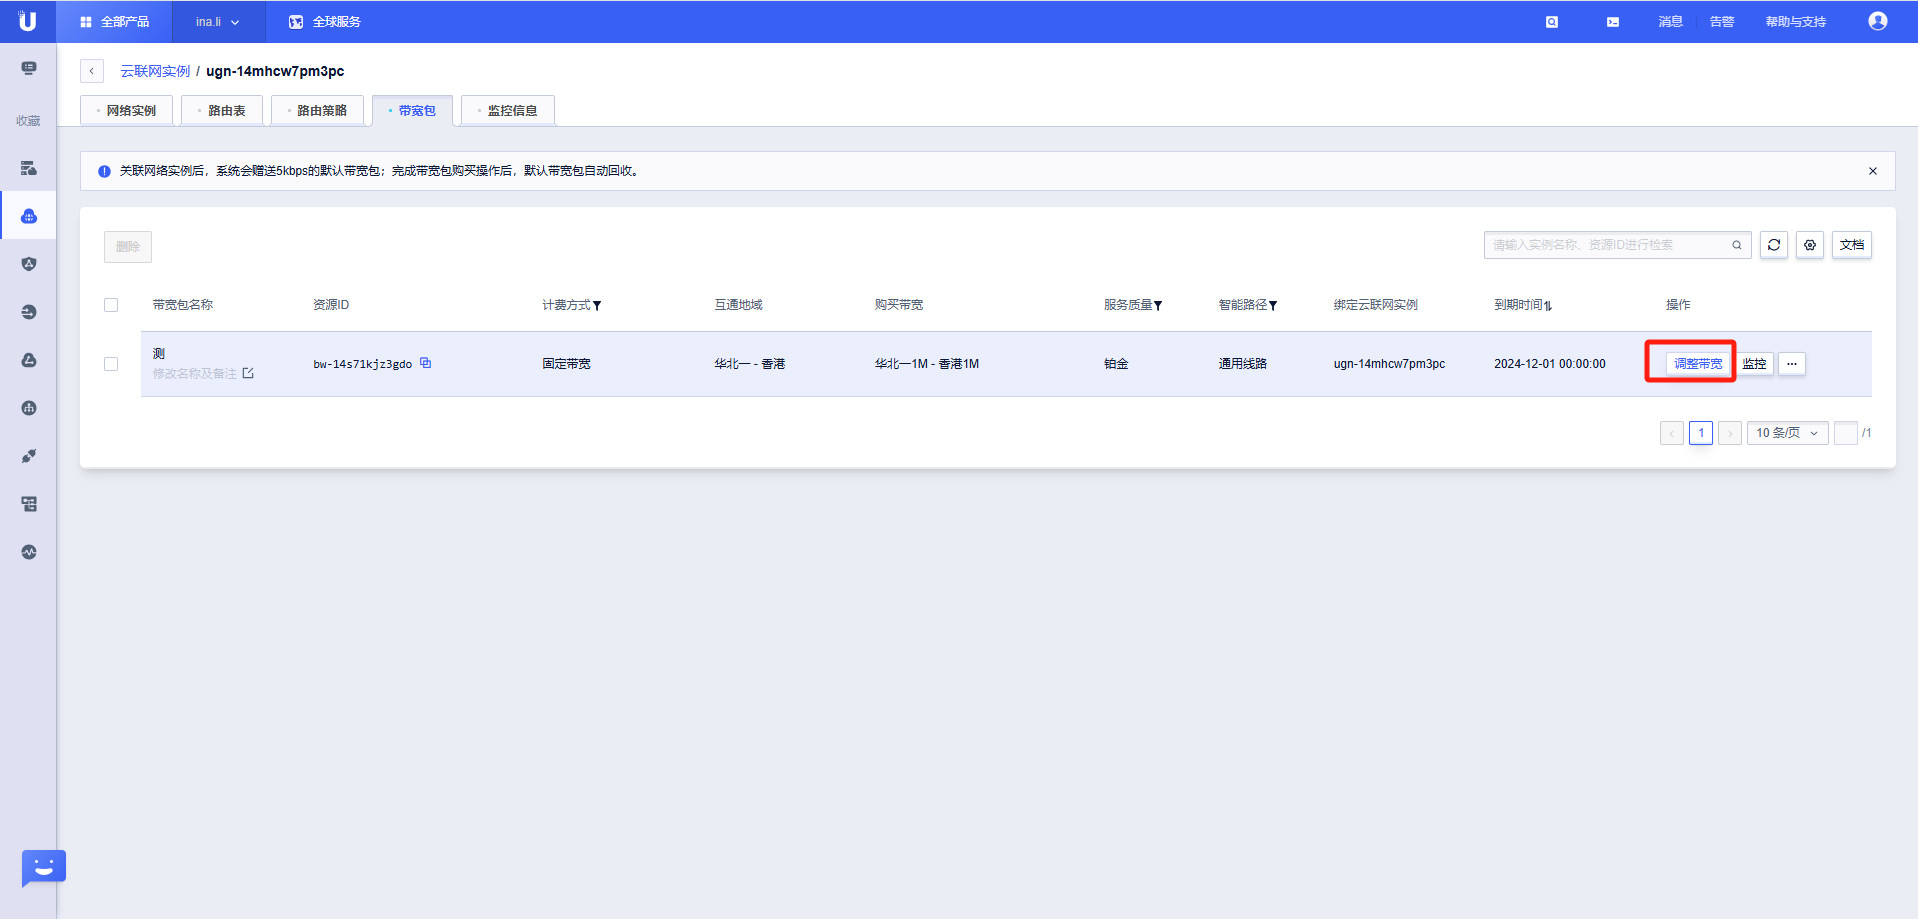 U 全部产品 ina.li 全球服务 消息 告警 帮助与支持
云联网实例 / ugn-14mhcw7pm3pc
网络实例 路由表 路由策略 带宽包 监控信息
收藏
关联网络实例后，系统会赠送5kbps的默认带宽包；完成带宽包购买操作后，默认带宽包自动回收。
删除 请输入实例名称、资源ID进行检索 文档
带宽包名称 资源ID 计费方式 互通地域 购买带宽 服务质量 智能路径 绑定云联网实例 到期时间 操作
测
修改名称及备注 bw-14s71kjz3gdo 固定带宽 华北一 - 香港 华北一1M - 香港1M 铂金 通用线路 ugn-14mhcw7pm3pc 2024-12-01 00:00:00 调整带宽 监控 ...
1 10 条/页 /1